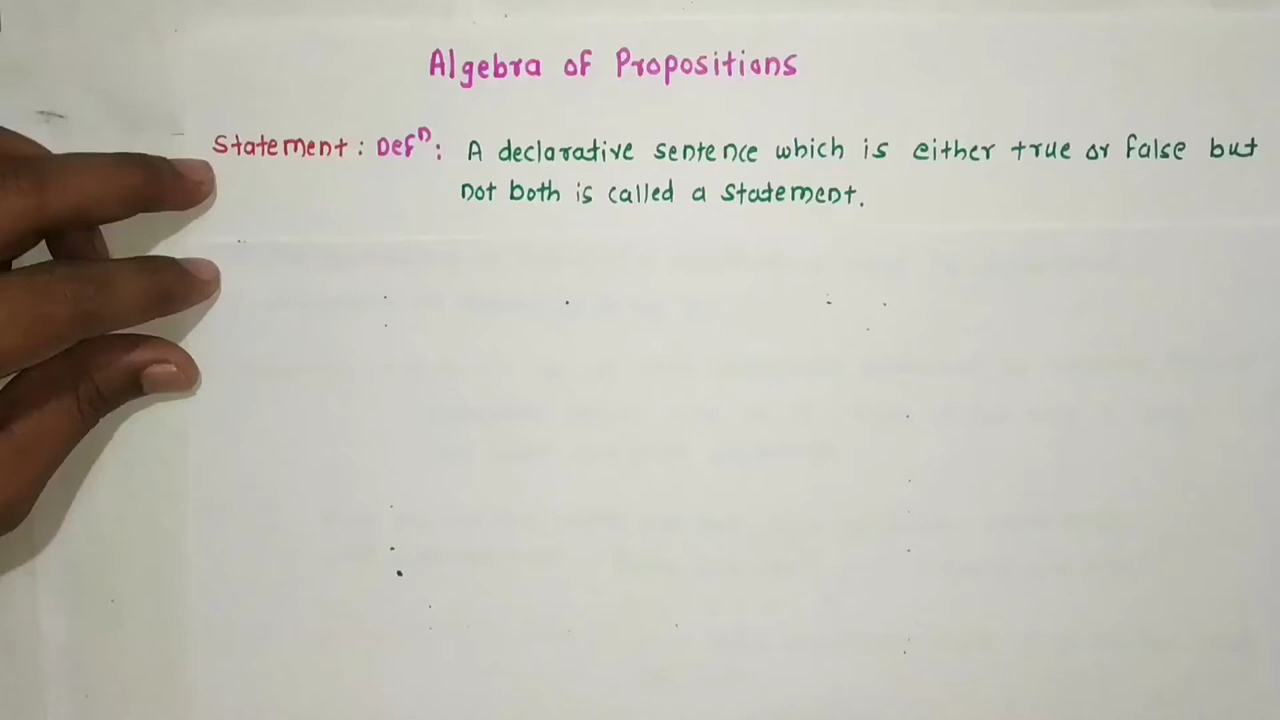 Algebra of Propositions
Statement : Defn: A declarative sentence which is either true or false but
not both is called a statement.